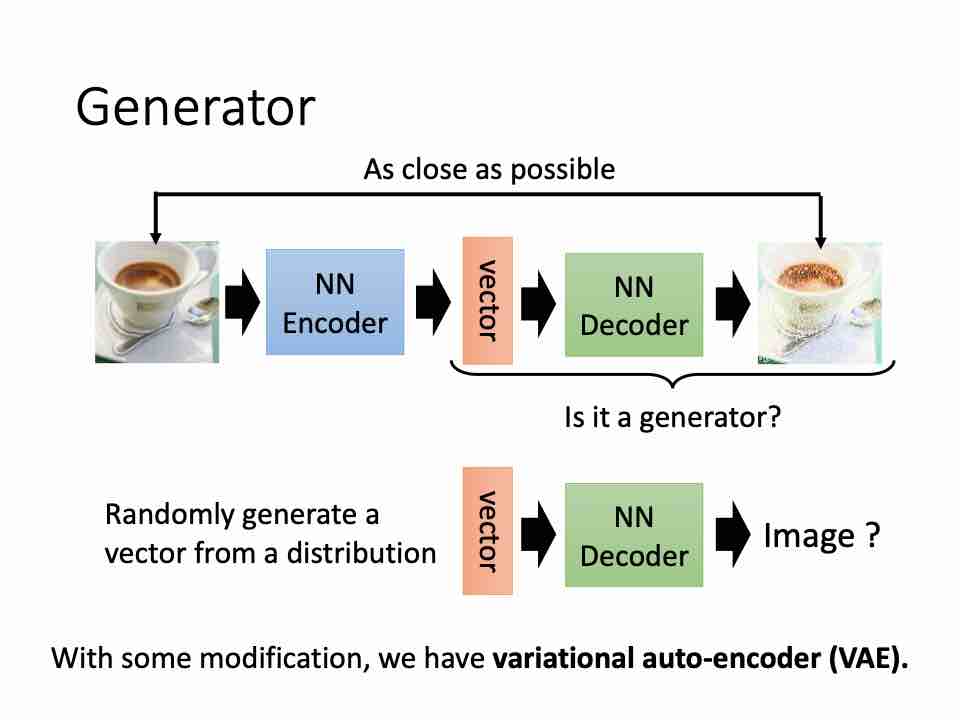 Generator
As close as possible
NN
Encoder
vector
NN
Decoder
Is it a generator?
Randomly generate a
vector from a distribution
vector
NN
Decoder
Image ?
With some modification, we have variational auto-encoder (VAE).